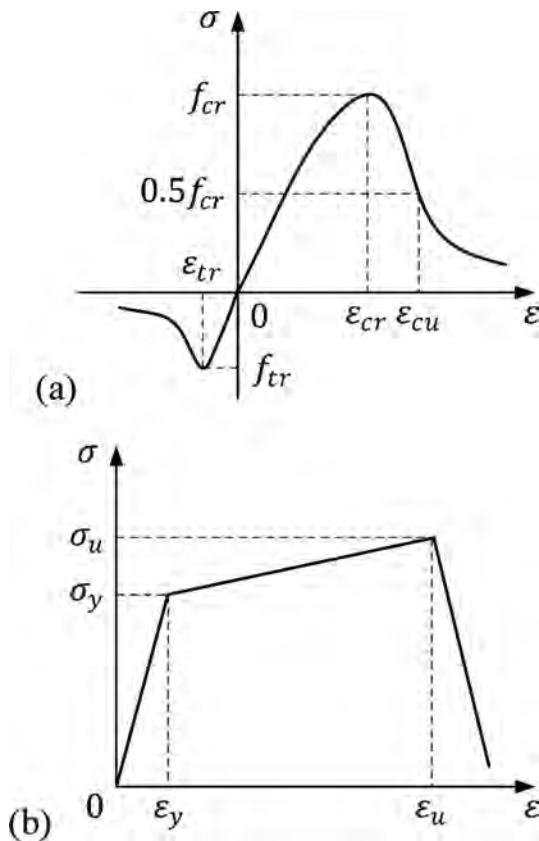 σ
f_cr
0.5f_cr
ε_tr
0
ε_cr
ε_cu
ε
f_tr
(a)
σ
σ_u
σ_y
0
ε_y
ε_u
ε
(b)